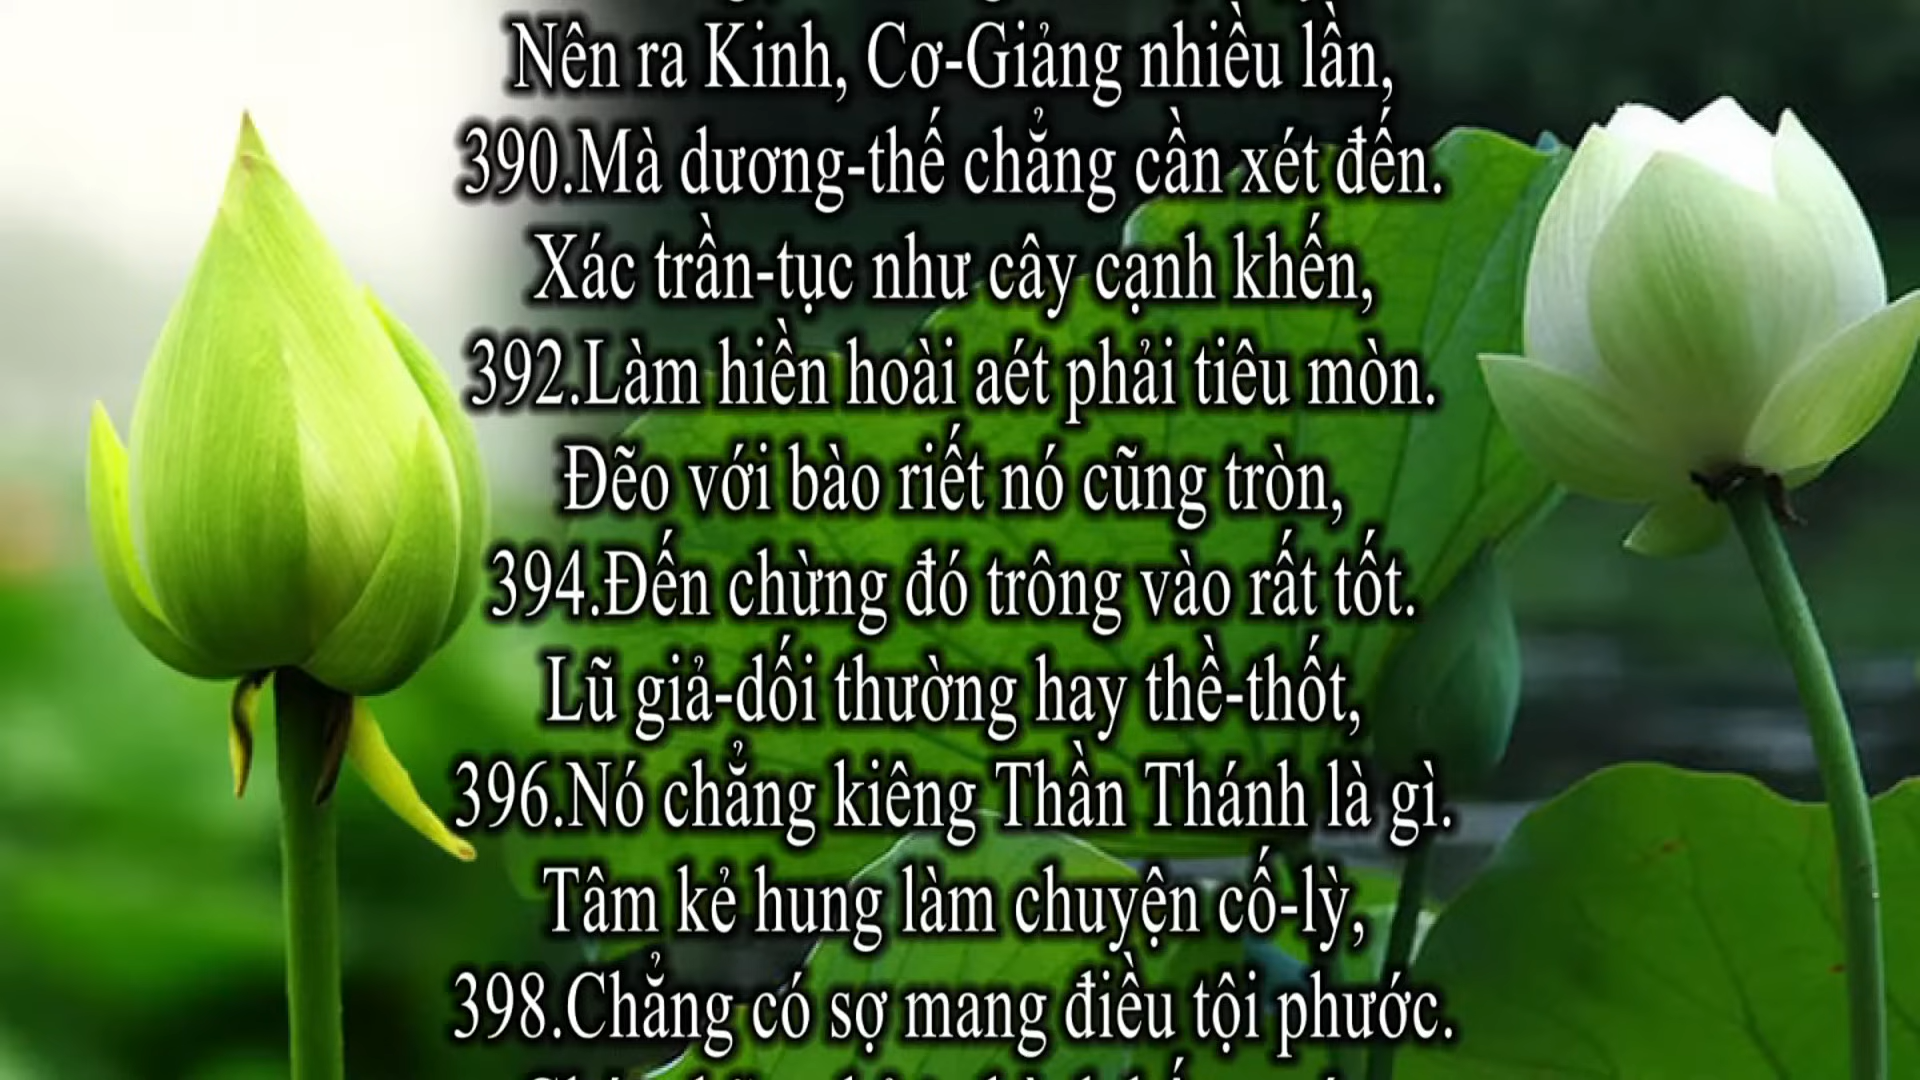 Nên ra Kinh, Cơ-Giảng nhiều lần,
390.Mà dương-thế chẳng cần xét đến.
Xác trần-tục như cây cạnh khến,
392.Làm hiền hoài aét phải tiêu mòn.
Đẽo với bào riết nó cũng tròn,
394.Đến chừng đó trông vào rất tốt.
Lũ giả-dối thường hay thề-thốt,
396.Nó chẳng kiêng Thần Thánh là gì.
Tâm kẻ hung làm chuyện cố-lỳ,
398.Chẳng có sợ mang điều tội phước.